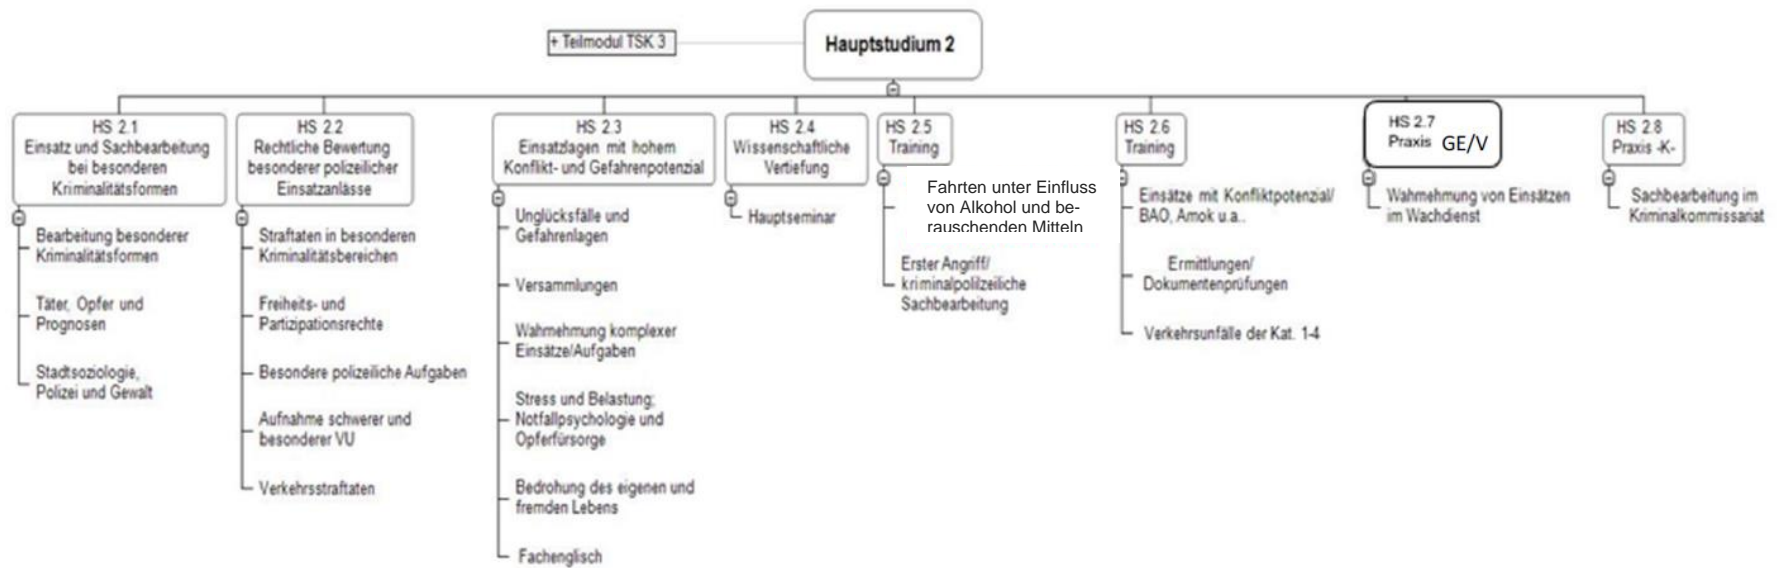 + Teilmodul TSK 3
Hauptstudium 2
HS 2.1
Einsatz und Sachbearbeitung
bei besonderen
Kriminalitätsformen
Bearbeitung besonderer
Kriminalitätsformen
Täter, Opfer und
Prognosen
Stadtsoziologie,
Polizei und Gewalt
HS 2.2
Rechtliche Bewertung
besonderer polizeilicher
Einsatzanlässe
Straftaten in besonderen
Kriminalitätsbereichen
Freiheits- und
Partizipationsrechte
Besondere polizeiliche Aufgaben
Aufnahme schwerer und
besonderer VU
Verkehrsstraftaten
HS 2.3
Einsatzlagen mit hohem
Konflikt- und Gefahrenpotenzial
Unglücksfälle und
Gefahrenlagen
Versammlungen
Wahrnehmung komplexer
Einsätze/Aufgaben
Stress und Belastung;
Notfallpsychologie und
Opferfürsorge
Bedrohung des eigenen und
fremden Lebens
Fachenglisch
HS 2.4
Wissenschaftliche
Vertiefung
Hauptseminar
HS 2.5
Training
Fahrten unter Einfluss
von Alkohol und be-
rauschenden Mitteln
Erster Angriff/
kriminalpolilzeiliche
Sachbearbeitung
HS 2.6
Training
Einsätze mit Konfliktpotenzial/
BAO, Amok u.a..
Ermittlungen/
Dokumentenprüfungen
Verkehrsunfälle der Kat. 1-4
HS 2.7
Praxis GE/V
Wahrnehmung von Einsätzen
im Wachdienst
HS 2.8
Praxis -K-
Sachbearbeitung im
Kriminalkommissariat